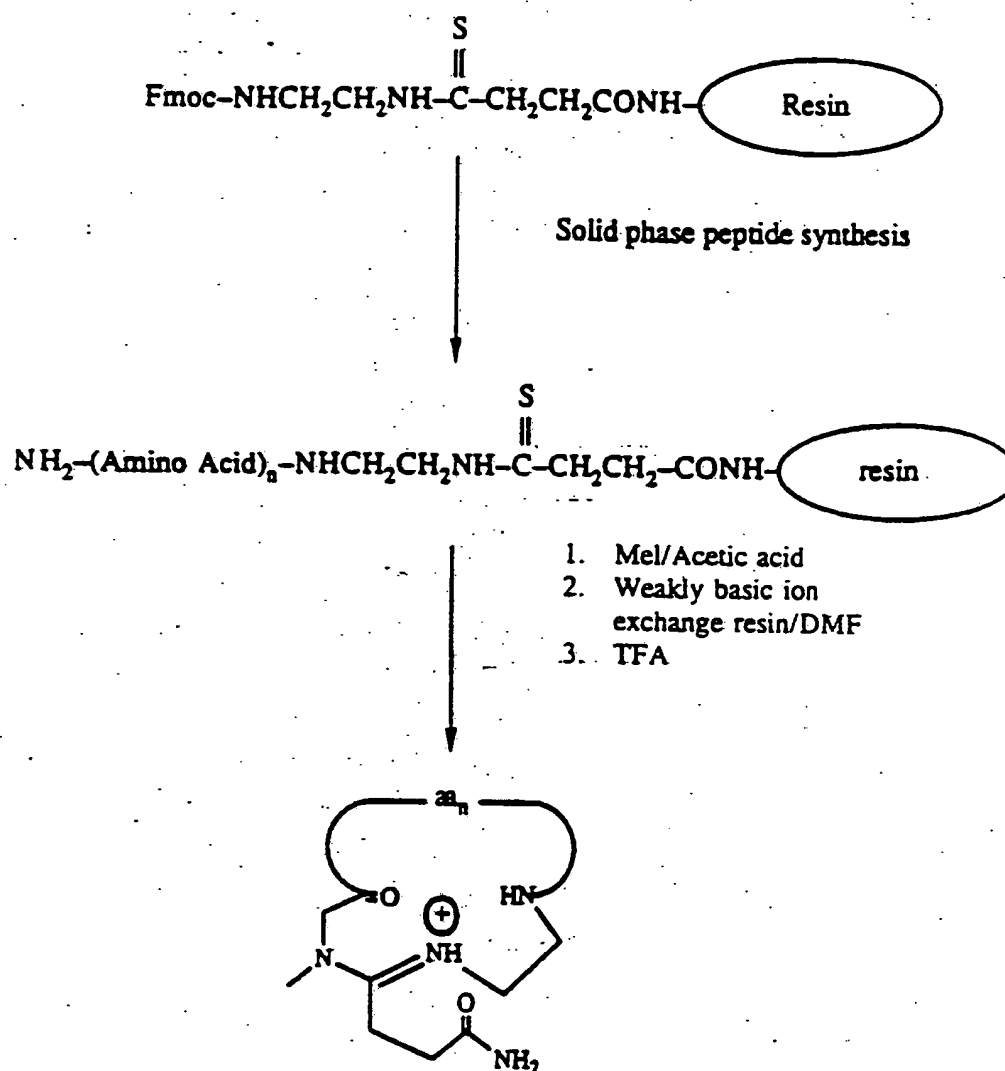 S
||
Fmoc-NHCH₂CH₂NH-C-CH₂CH₂CONH- Resin
Solid phase peptide synthesis
S
||
NH₂-(Amino Acid)ₙ-NHCH₂CH₂NH-C-CH₂CH₂-CONH- resin
1. MeI/Acetic acid
2. Weakly basic ion
exchange resin/DMF
3. TFA
aaₙ
O HN
+
N NH
O
NH₂